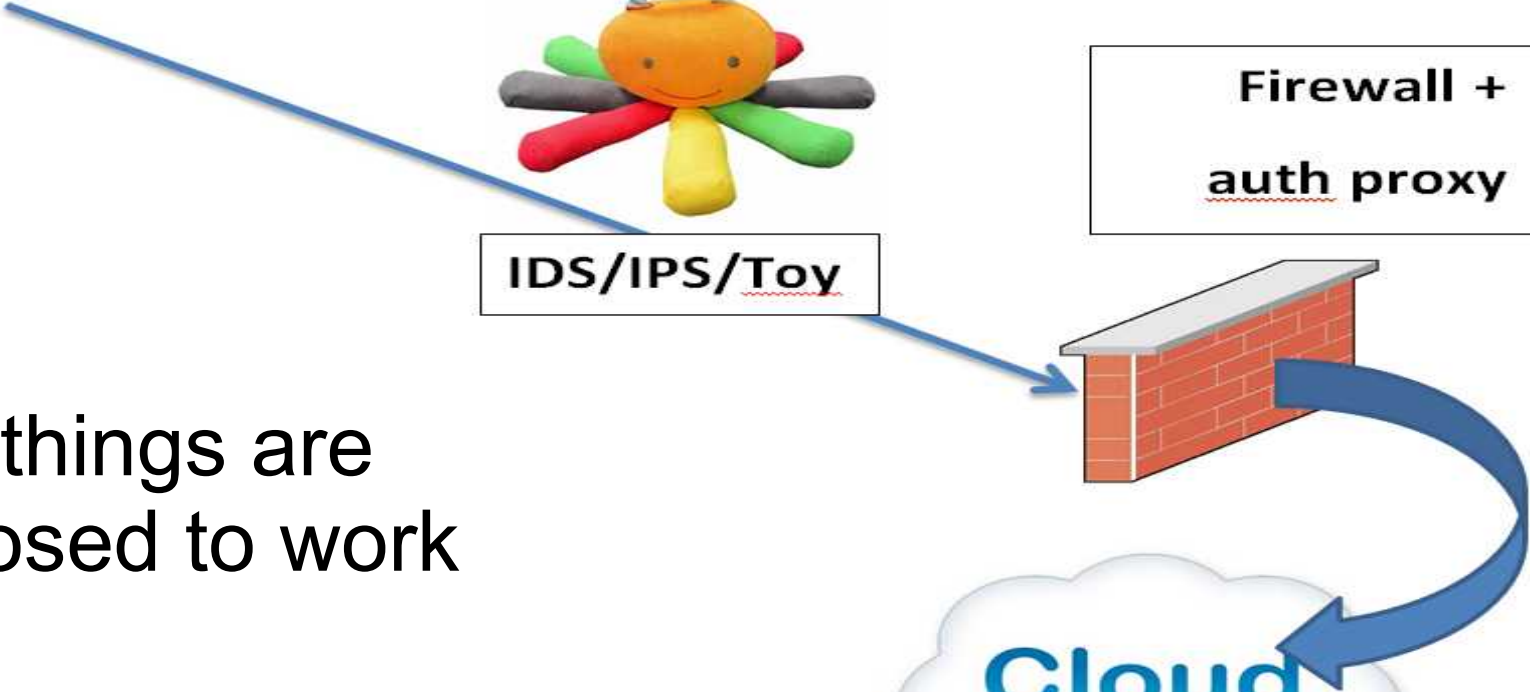 Firewall +
auth proxy
IDS/IPS/Toy
things are
osed to work
Cloud